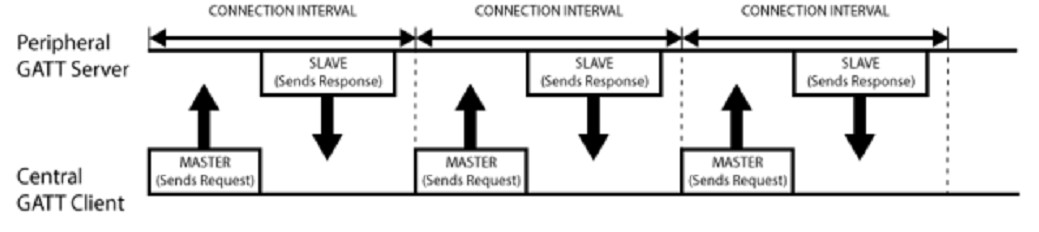 CONNECTION INTERVAL
CONNECTION INTERVAL
CONNECTION INTERVAL
Peripheral
GATT Server
SLAVE
(Sends Response)
SLAVE
(Sends Response)
SLAVE
(Sends Response)
Central
GATT Client
MASTER
(Sends Request)
MASTER
(Sends Request)
MASTER
(Sends Request)